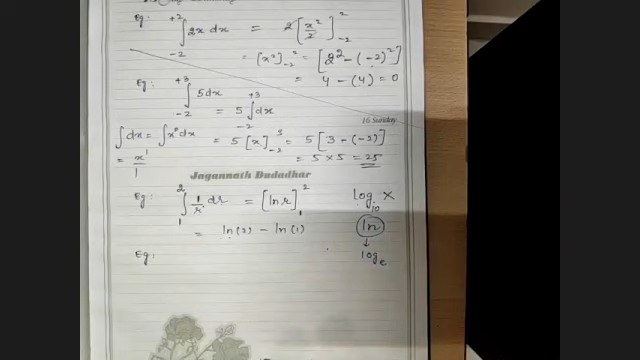 Eg: ∫₋₂⁺² 2x dx = 2[x²/2]₋₂²
= [x²]₋₂² = [2² − (−2)²]
= 4 − (4) = 0
Eg: ∫₋₂⁺³ 5dx = 5 ∫₋₂⁺³ dx
16 Sunday
∫dx = ∫x⁰dx = 5[x]₋₂³ = 5[3 − (−2)]
= x¹/1 = 5 × 5 = 25
Jayannath Dadadhar
Eg: ∫₁² 1/r dr = [ln r]₁² log₁₀ x
= ln(2) − ln(1) ln
↓
Eg: logₑ